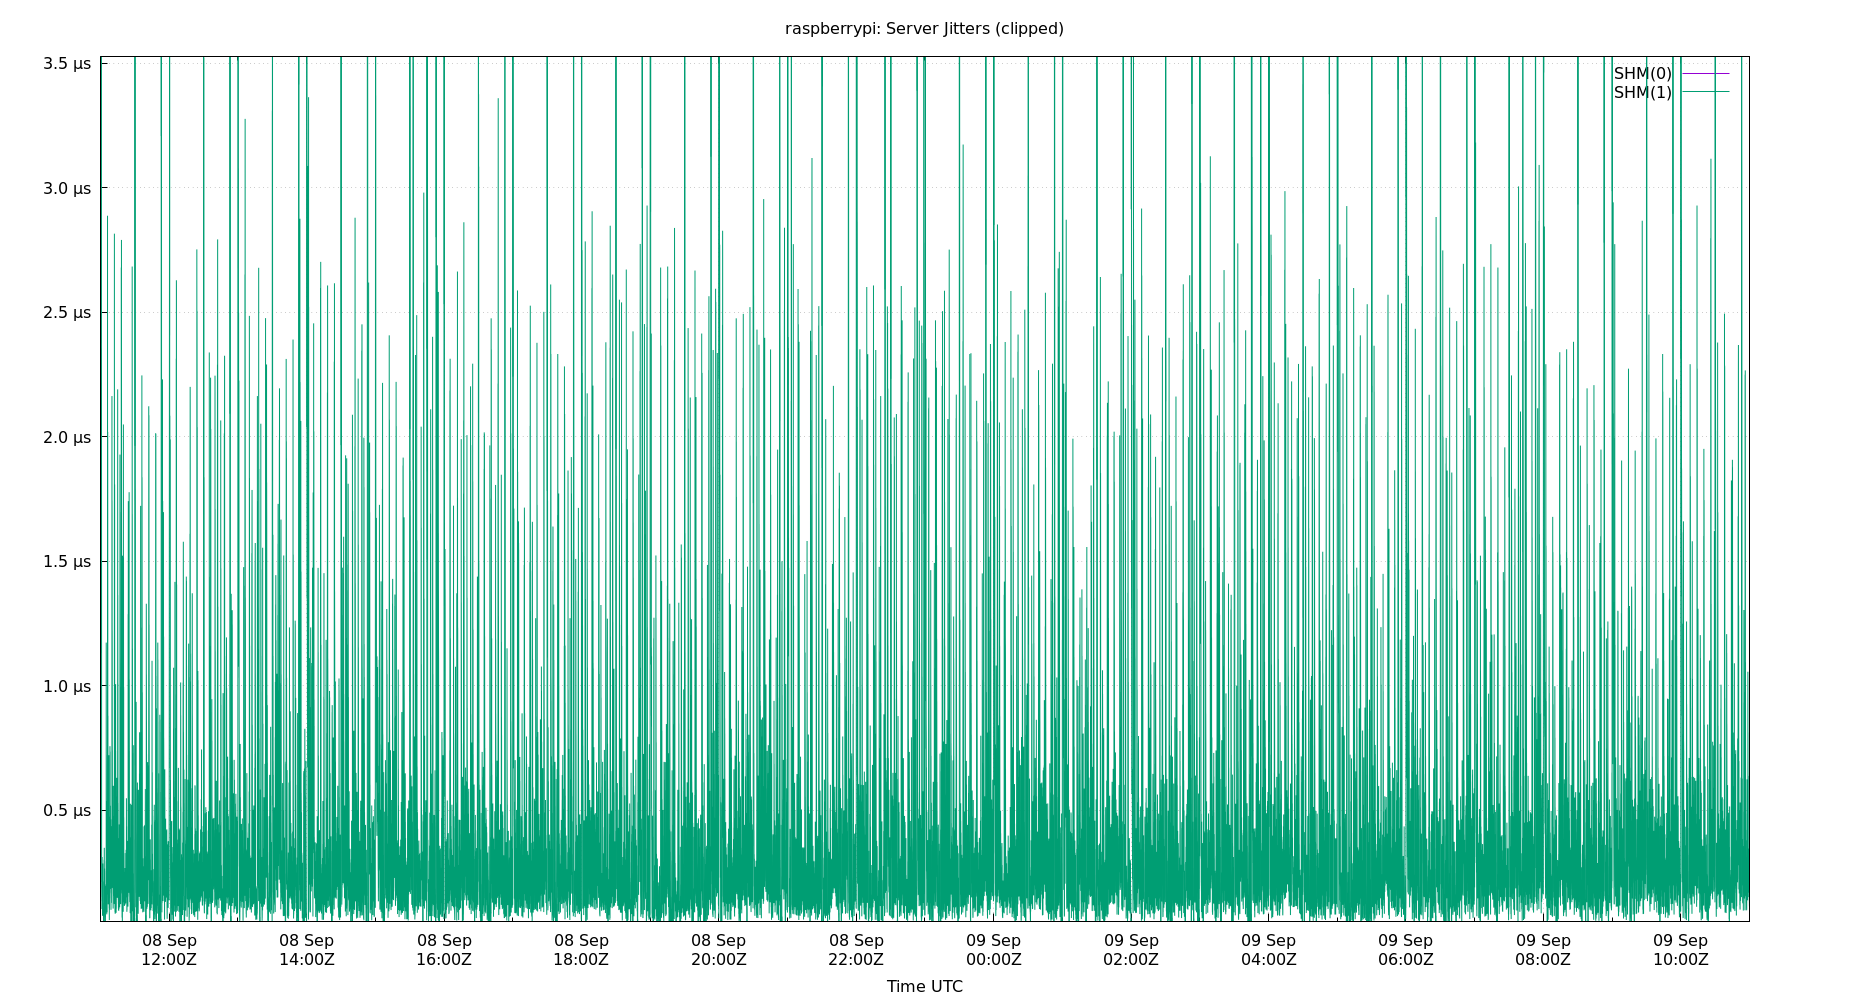 raspberrypi: Server Jitters (clipped)
3.5 µs
SHM(0)
SHM(1)
3.0 µs
2.5 µs
2.0 µs
1.5 µs
1.0 µs
0.5 µs
08 Sep 08 Sep 08 Sep 08 Sep 08 Sep 08 Sep 09 Sep 09 Sep 09 Sep 09 Sep 09 Sep 09 Sep
12:00Z 14:00Z 16:00Z 18:00Z 20:00Z 22:00Z 00:00Z 02:00Z 04:00Z 06:00Z 08:00Z 10:00Z
Time UTC